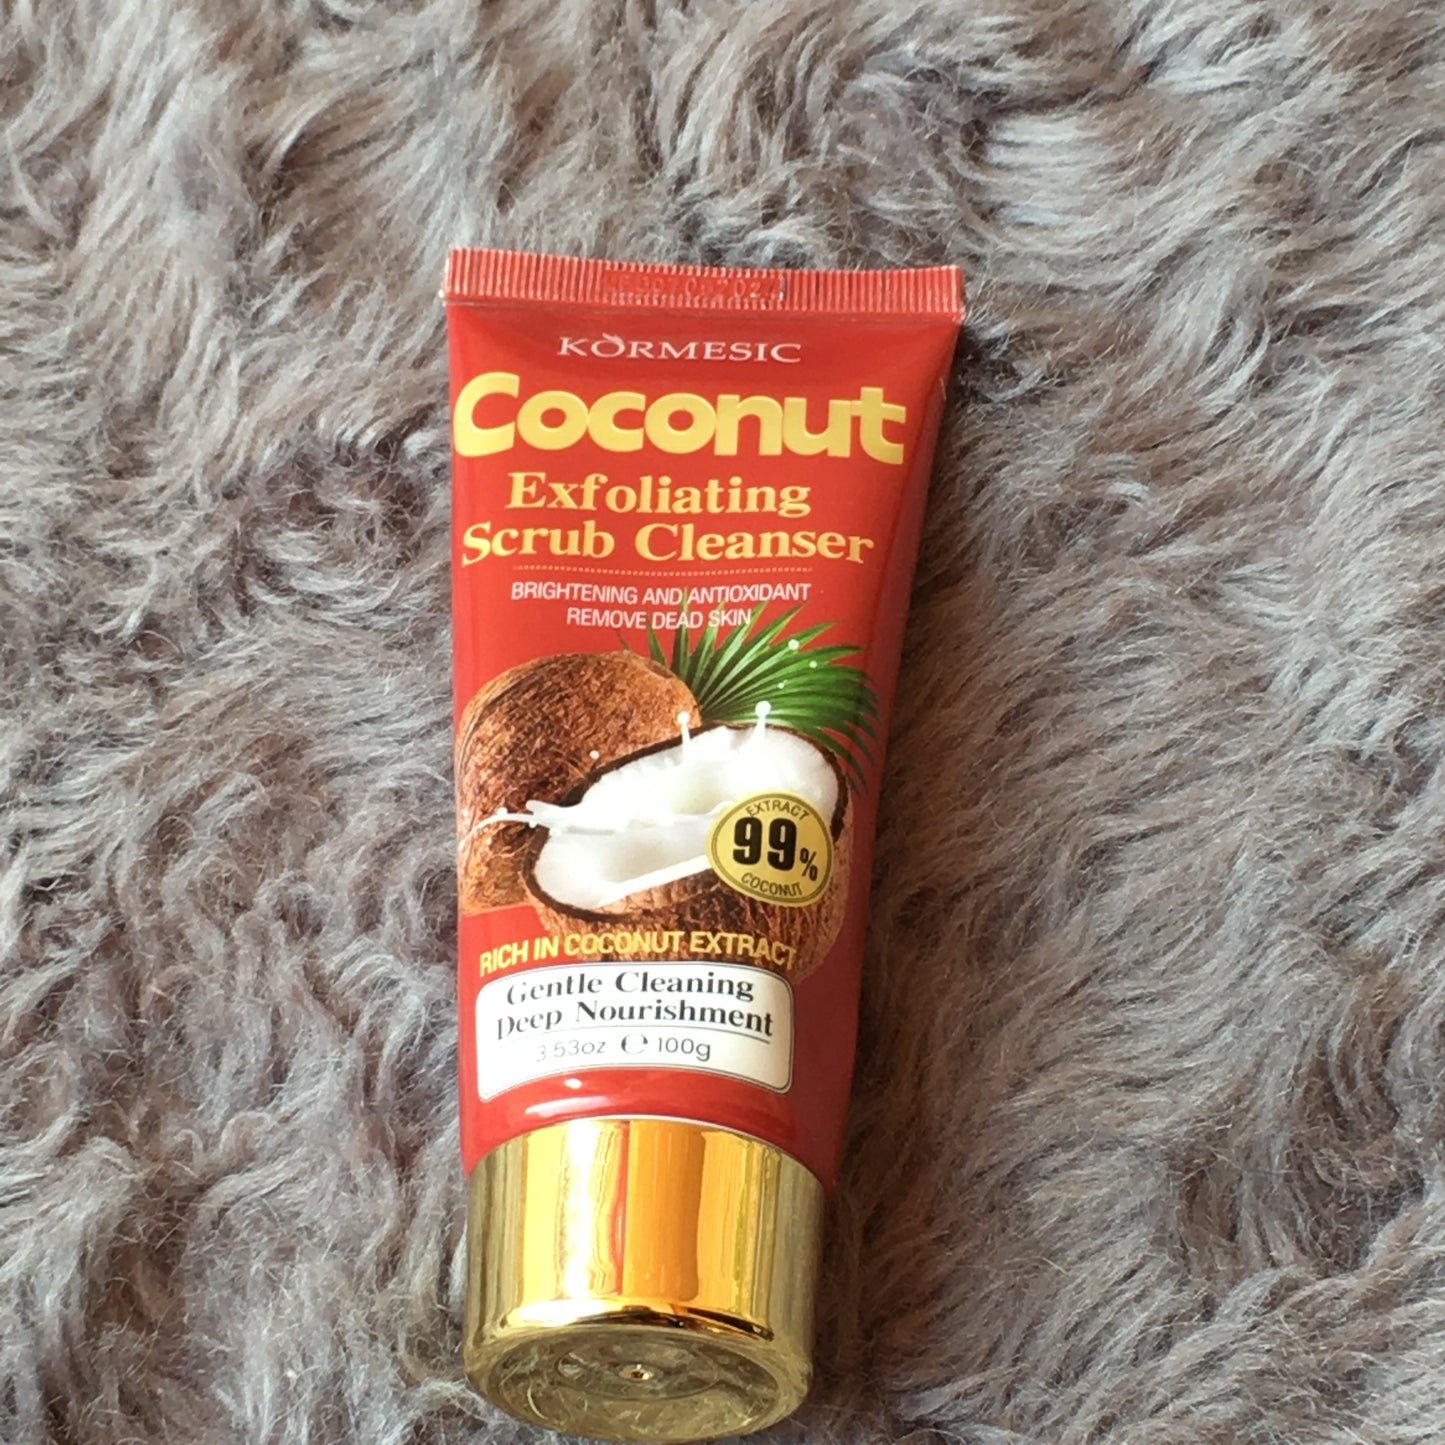 KÒRMESIC
Coconut
Exfoliating
Scrub Cleanser
BRIGHTENING AND ANTIOXIDANT
REMOVE DEAD SKIN
EXTRACT
99%
COCONUT
RICH IN COCONUT EXTRACT
Gentle Cleaning
Deep Nourishment
3.53oz ℮ 100g